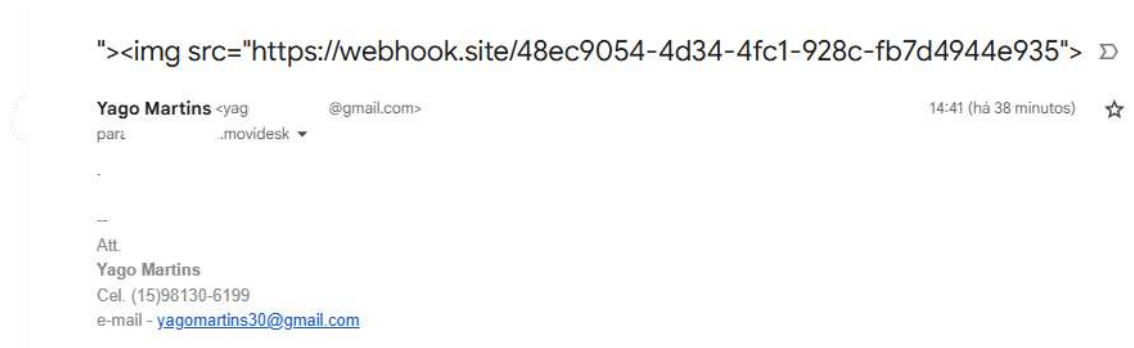 "><img src="https://webhook.site/48ec9054-4d34-4fc1-928c-fb7d4944e935">
Yago Martins <yag @gmail.com> 14:41 (há 38 minutos)
para .movidesk
.
--
Att.
Yago Martins
Cel. (15)98130-6199
e-mail - yagomartins30@gmail.com